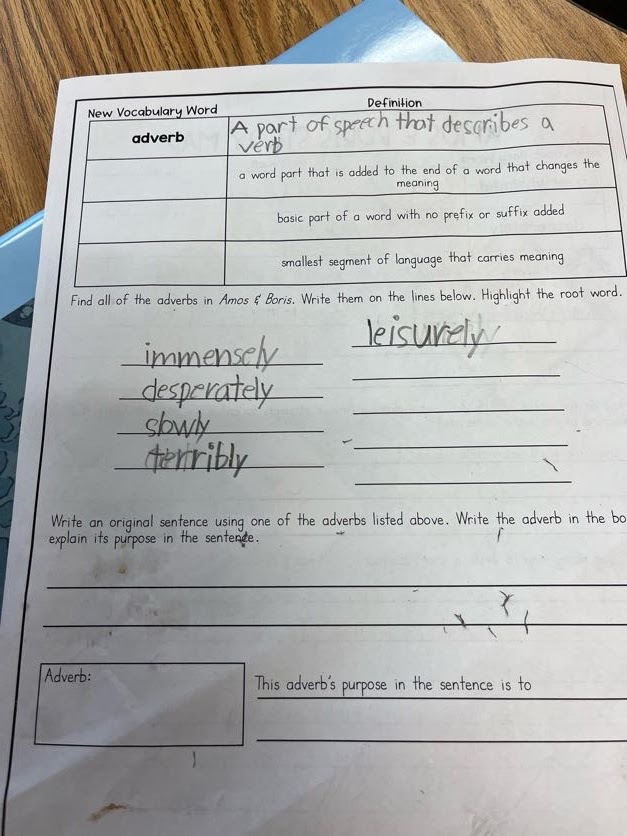 New Vocabulary Word Definition
adverb A part of speech that describes a
verb
a word part that is added to the end of a word that changes the
meaning
basic part of a word with no prefix or suffix added
smallest segment of language that carries meaning
Find all of the adverbs in Amos & Boris. Write them on the lines below. Highlight the root word.
immensely leisurely
desperately
slowly
terribly
Write an original sentence using one of the adverbs listed above. Write the adverb in the bo
explain its purpose in the sentence.
Adverb: This adverb's purpose in the sentence is to